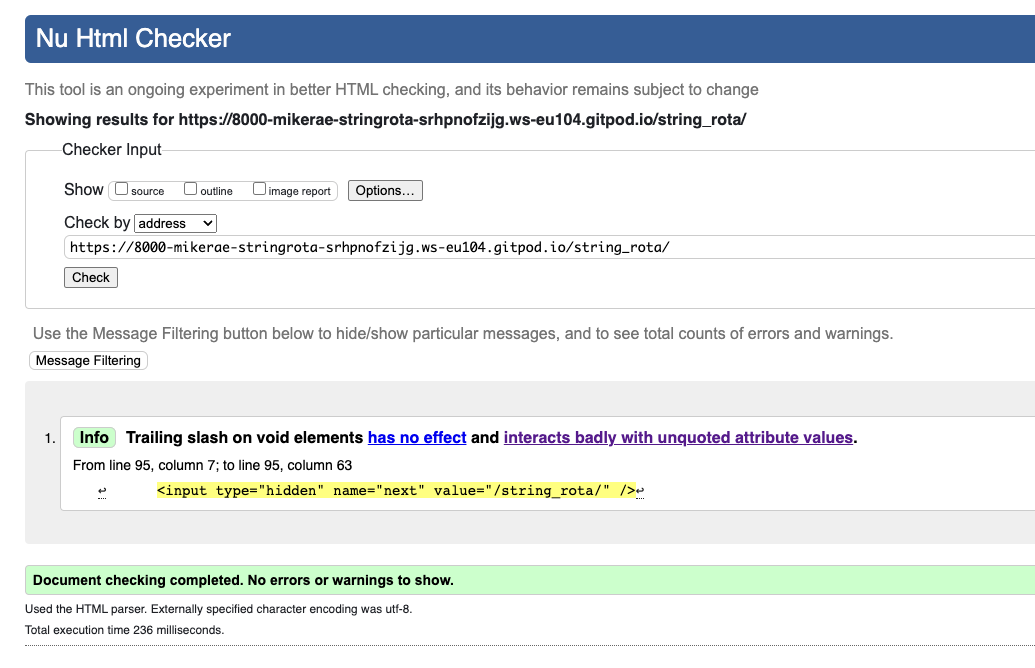 Nu Html Checker
This tool is an ongoing experiment in better HTML checking, and its behavior remains subject to change
Showing results for https://8000-mikerae-stringrota-srhpnofzijg.ws-eu104.gitpod.io/string_rota/
Checker Input
Show source outline image report Options...
Check by address
https://8000-mikerae-stringrota-srhpnofzijg.ws-eu104.gitpod.io/string_rota/
Check
Use the Message Filtering button below to hide/show particular messages, and to see total counts of errors and warnings.
Message Filtering
1. Info Trailing slash on void elements has no effect and interacts badly with unquoted attribute values.
From line 95, column 7; to line 95, column 63
↩ <input type="hidden" name="next" value="/string_rota/" />↩
Document checking completed. No errors or warnings to show.
Used the HTML parser. Externally specified character encoding was utf-8.
Total execution time 236 milliseconds.